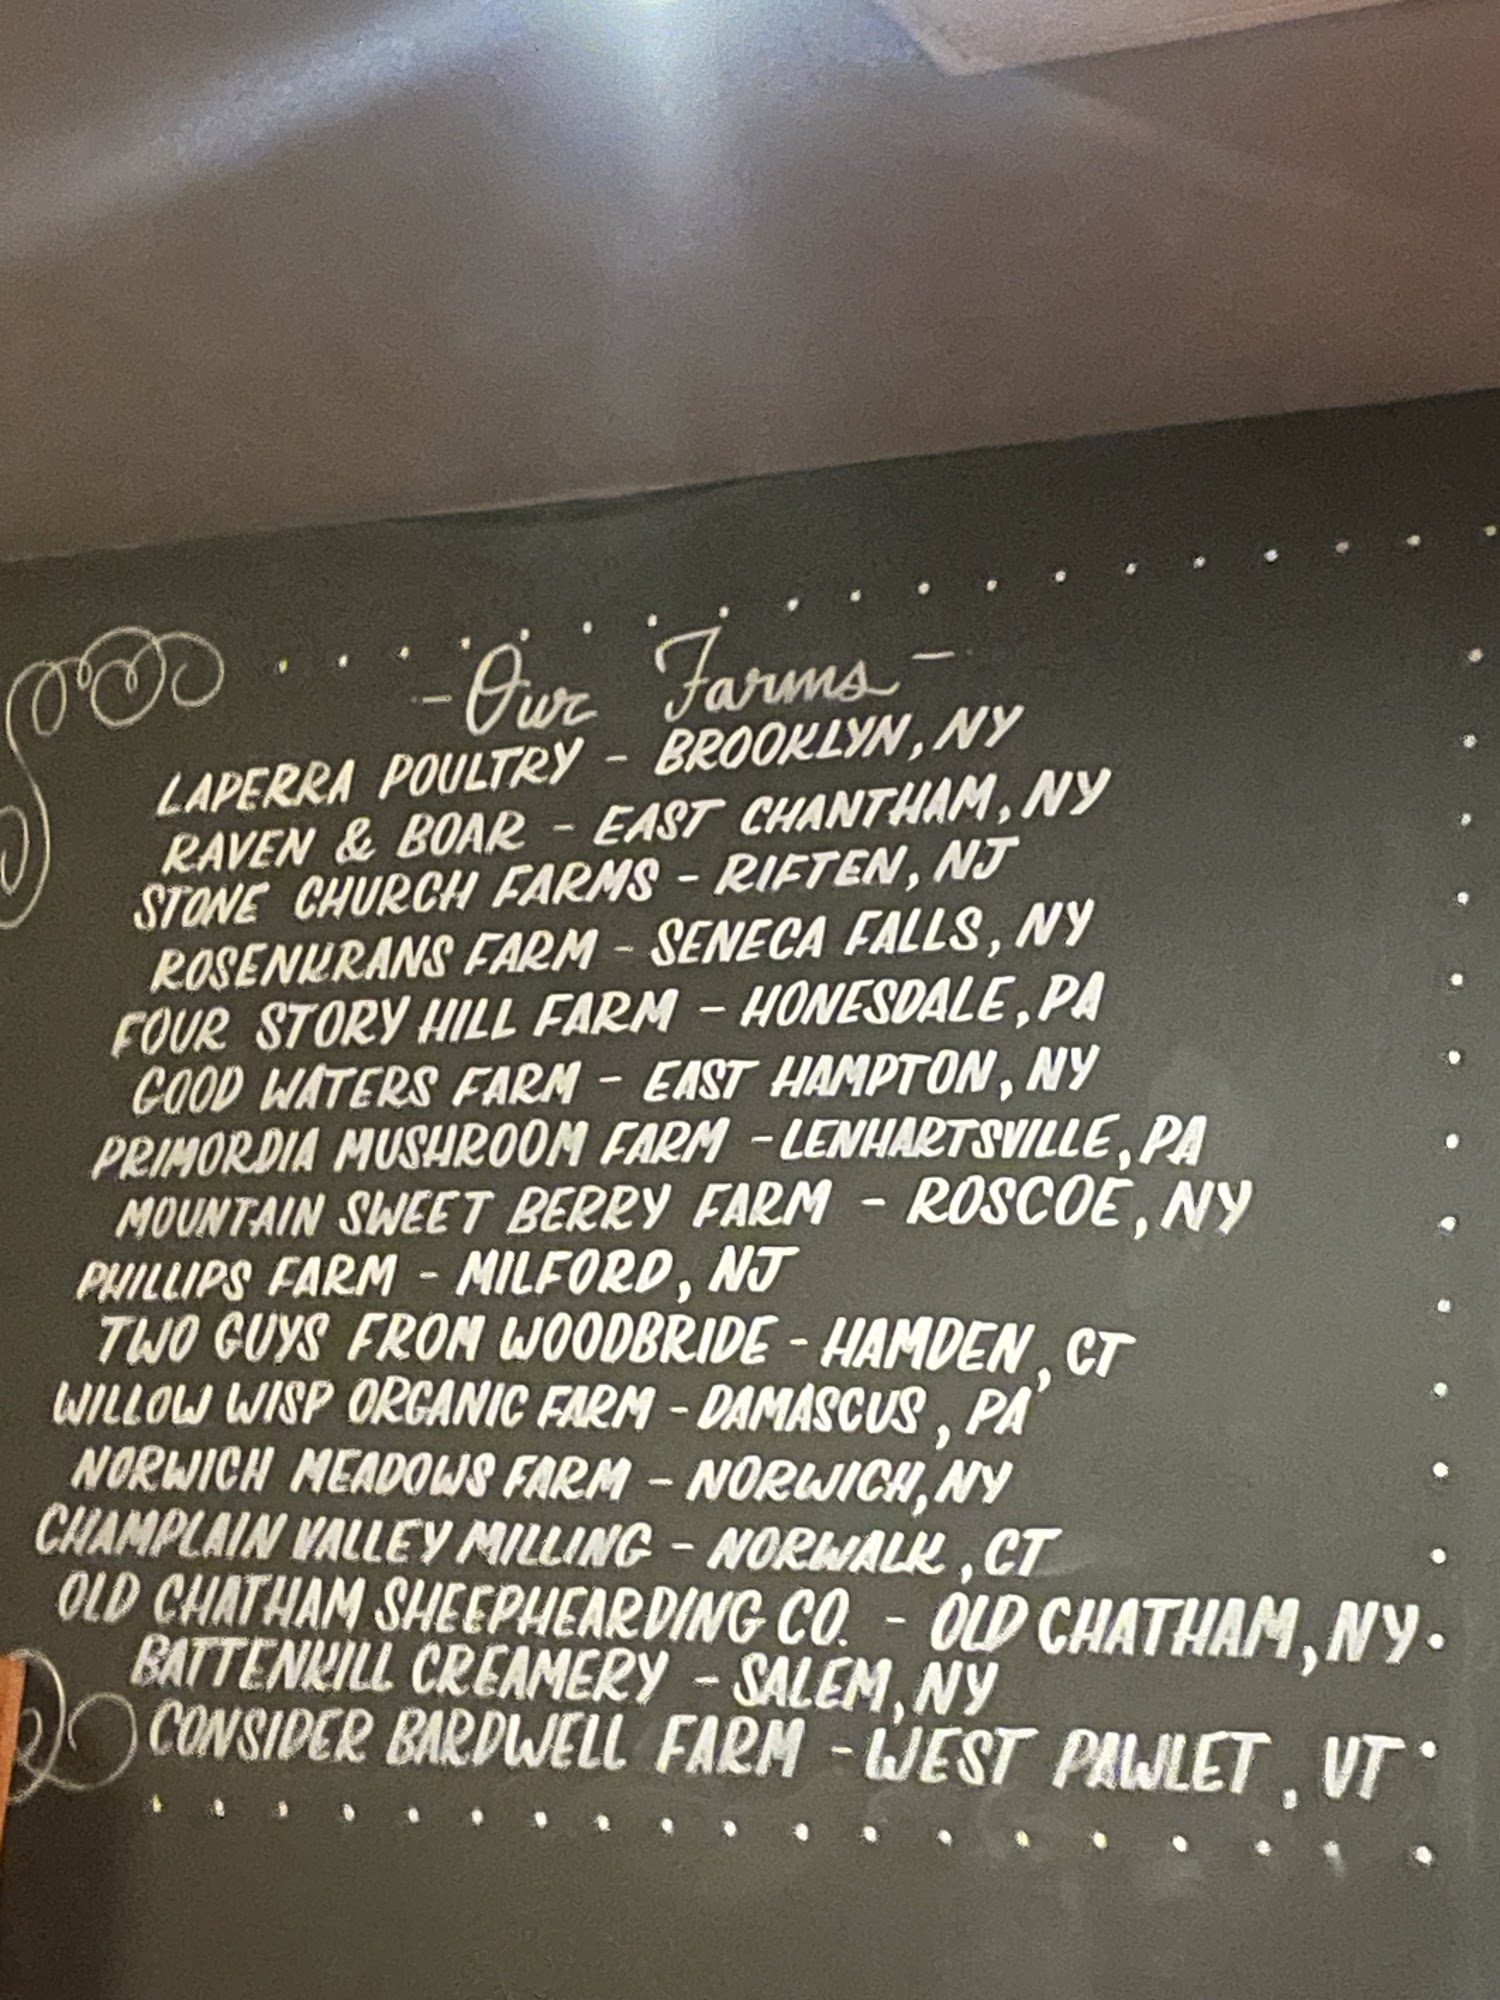 - Our Farms -
LAPERRA POULTRY - BROOKLYN, NY
RAVEN & BOAR - EAST CHANTHAM, NY
STONE CHURCH FARMS - RIFTEN, NJ
ROSENKRANS FARM - SENECA FALLS, NY
FOUR STORY HILL FARM - HONESDALE, PA
GOOD WATERS FARM - EAST HAMPTON, NY
PRIMORDIA MUSHROOM FARM - LENHARTSVILLE, PA
MOUNTAIN SWEET BERRY FARM - ROSCOE, NY
PHILLIPS FARM - MILFORD, NJ
TWO GUYS FROM WOODBRIDE - HAMDEN, CT
WILLOW WISP ORGANIC FARM - DAMASCUS, PA
NORWICH MEADOWS FARM - NORWICH, NY
CHAMPLAIN VALLEY MILLING - NORWALK, CT
OLD CHATHAM SHEEPHEARDING CO. - OLD CHATHAM, NY
BATTENKILL CREAMERY - SALEM, NY
CONSIDER BARDWELL FARM - WEST PAWLET, VT